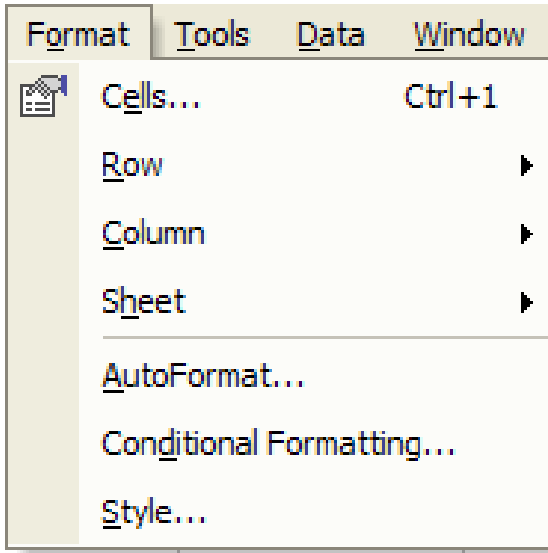 Format Tools Data Window
Cells... Ctrl+1
Row
Column
Sheet
AutoFormat...
Conditional Formatting...
Style...